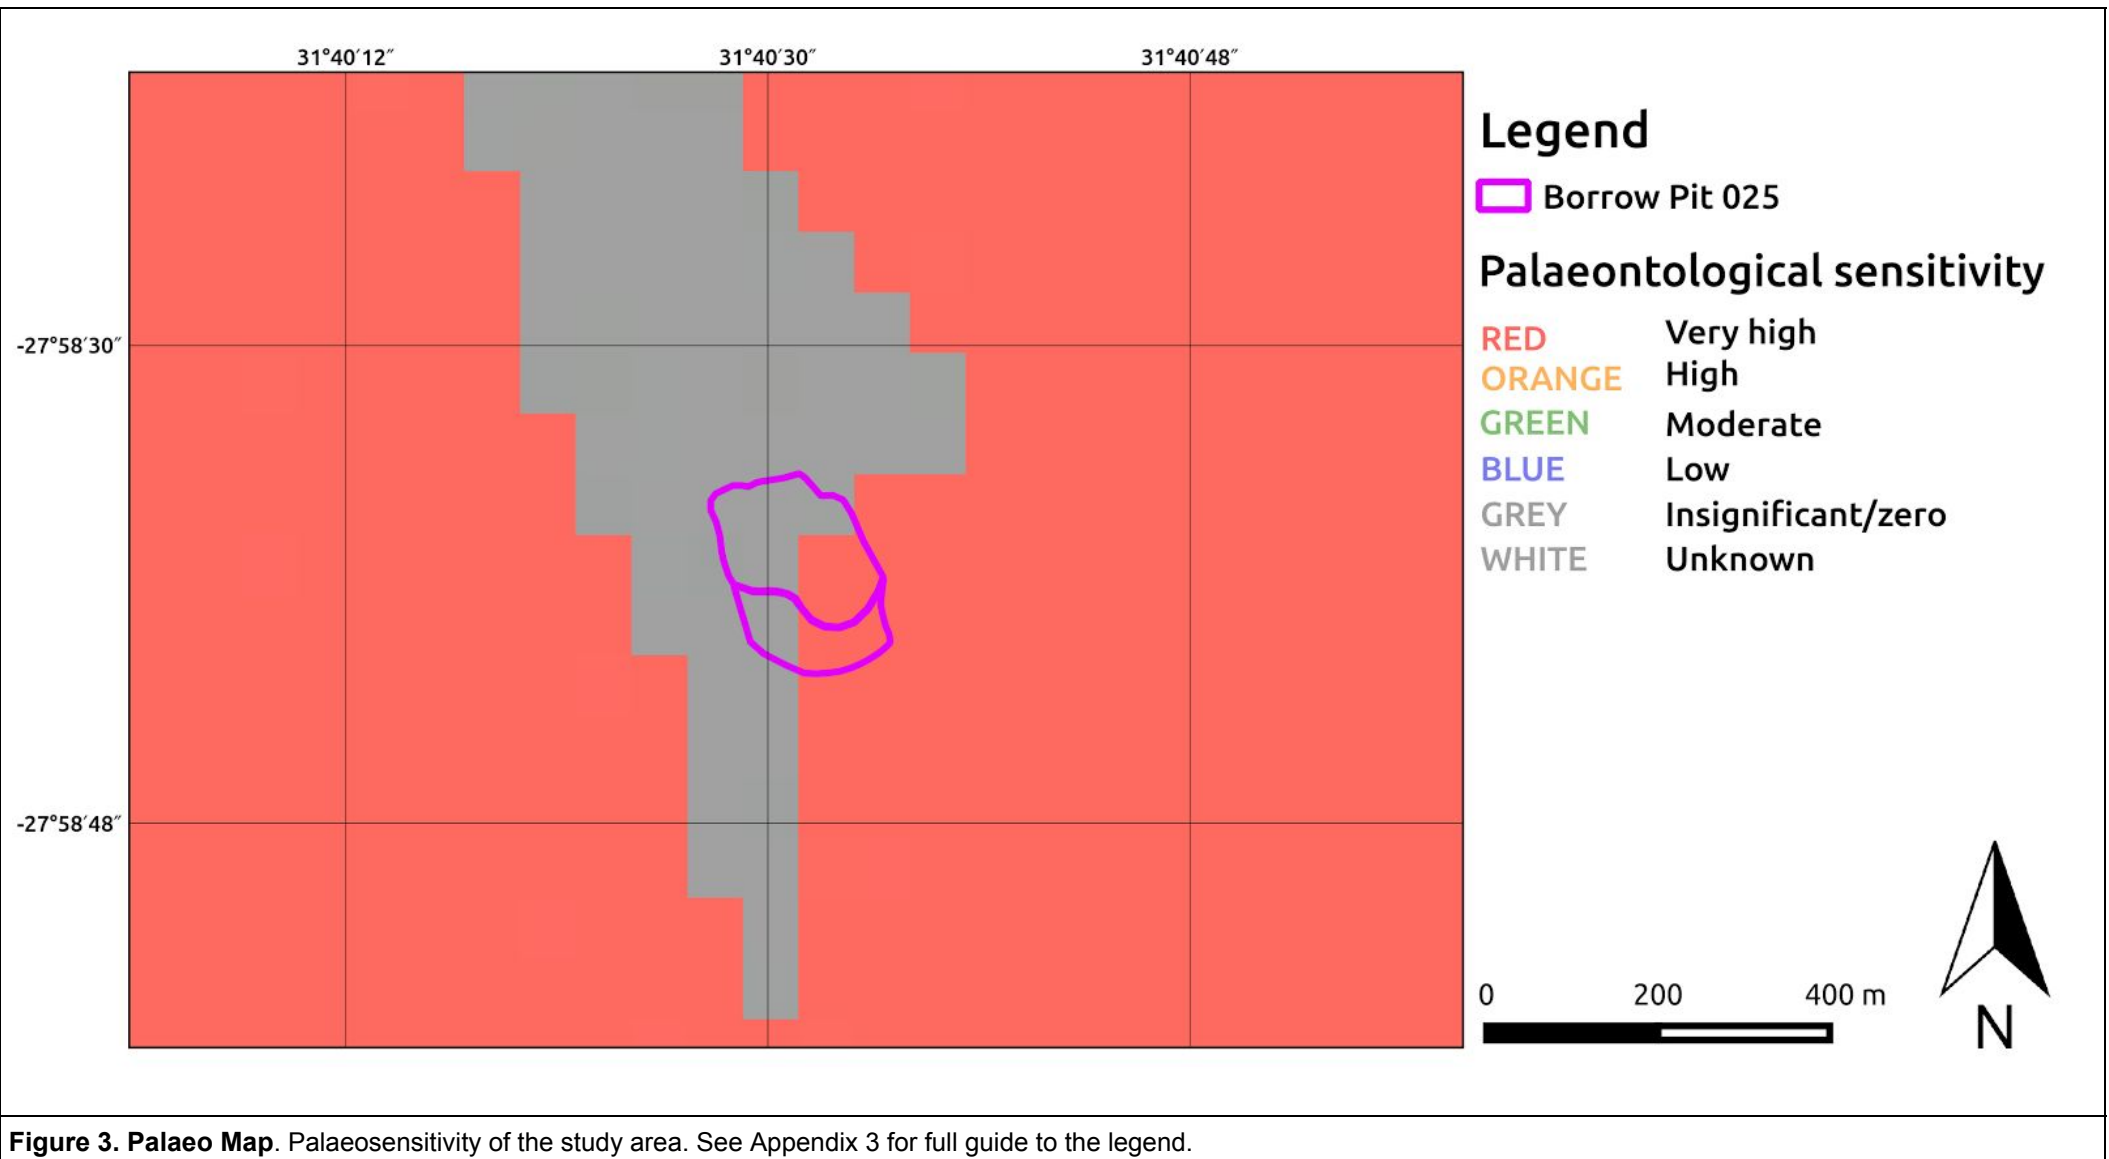 31°40′12″ 31°40′30″ 31°40′48″
-27°58′30″
-27°58′48″
Legend
Borrow Pit 025
Palaeontological sensitivity
RED Very high
ORANGE High
GREEN Moderate
BLUE Low
GREY Insignificant/zero
WHITE Unknown
0 200 400 m
N
Figure 3. Palaeo Map. Palaeosensitivity of the study area. See Appendix 3 for full guide to the legend.